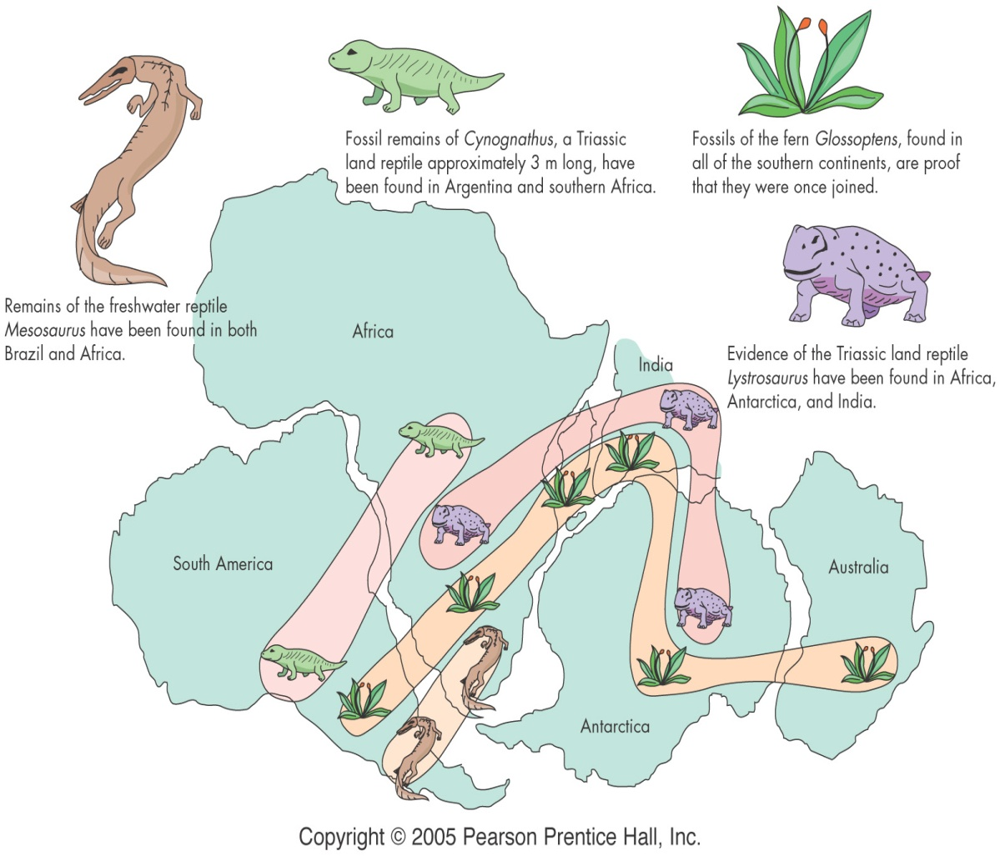 Fossil remains of Cynognathus, a Triassic
land reptile approximately 3 m long, have
been found in Argentina and southern Africa.
Fossils of the fern Glossoptens, found in
all of the southern continents, are proof
that they were once joined.
Remains of the freshwater reptile
Mesosaurus have been found in both
Brazil and Africa.
Evidence of the Triassic land reptile
Lystrosaurus have been found in Africa,
Antarctica, and India.
Africa
India
South America
Australia
Antarctica
Copyright © 2005 Pearson Prentice Hall, Inc.